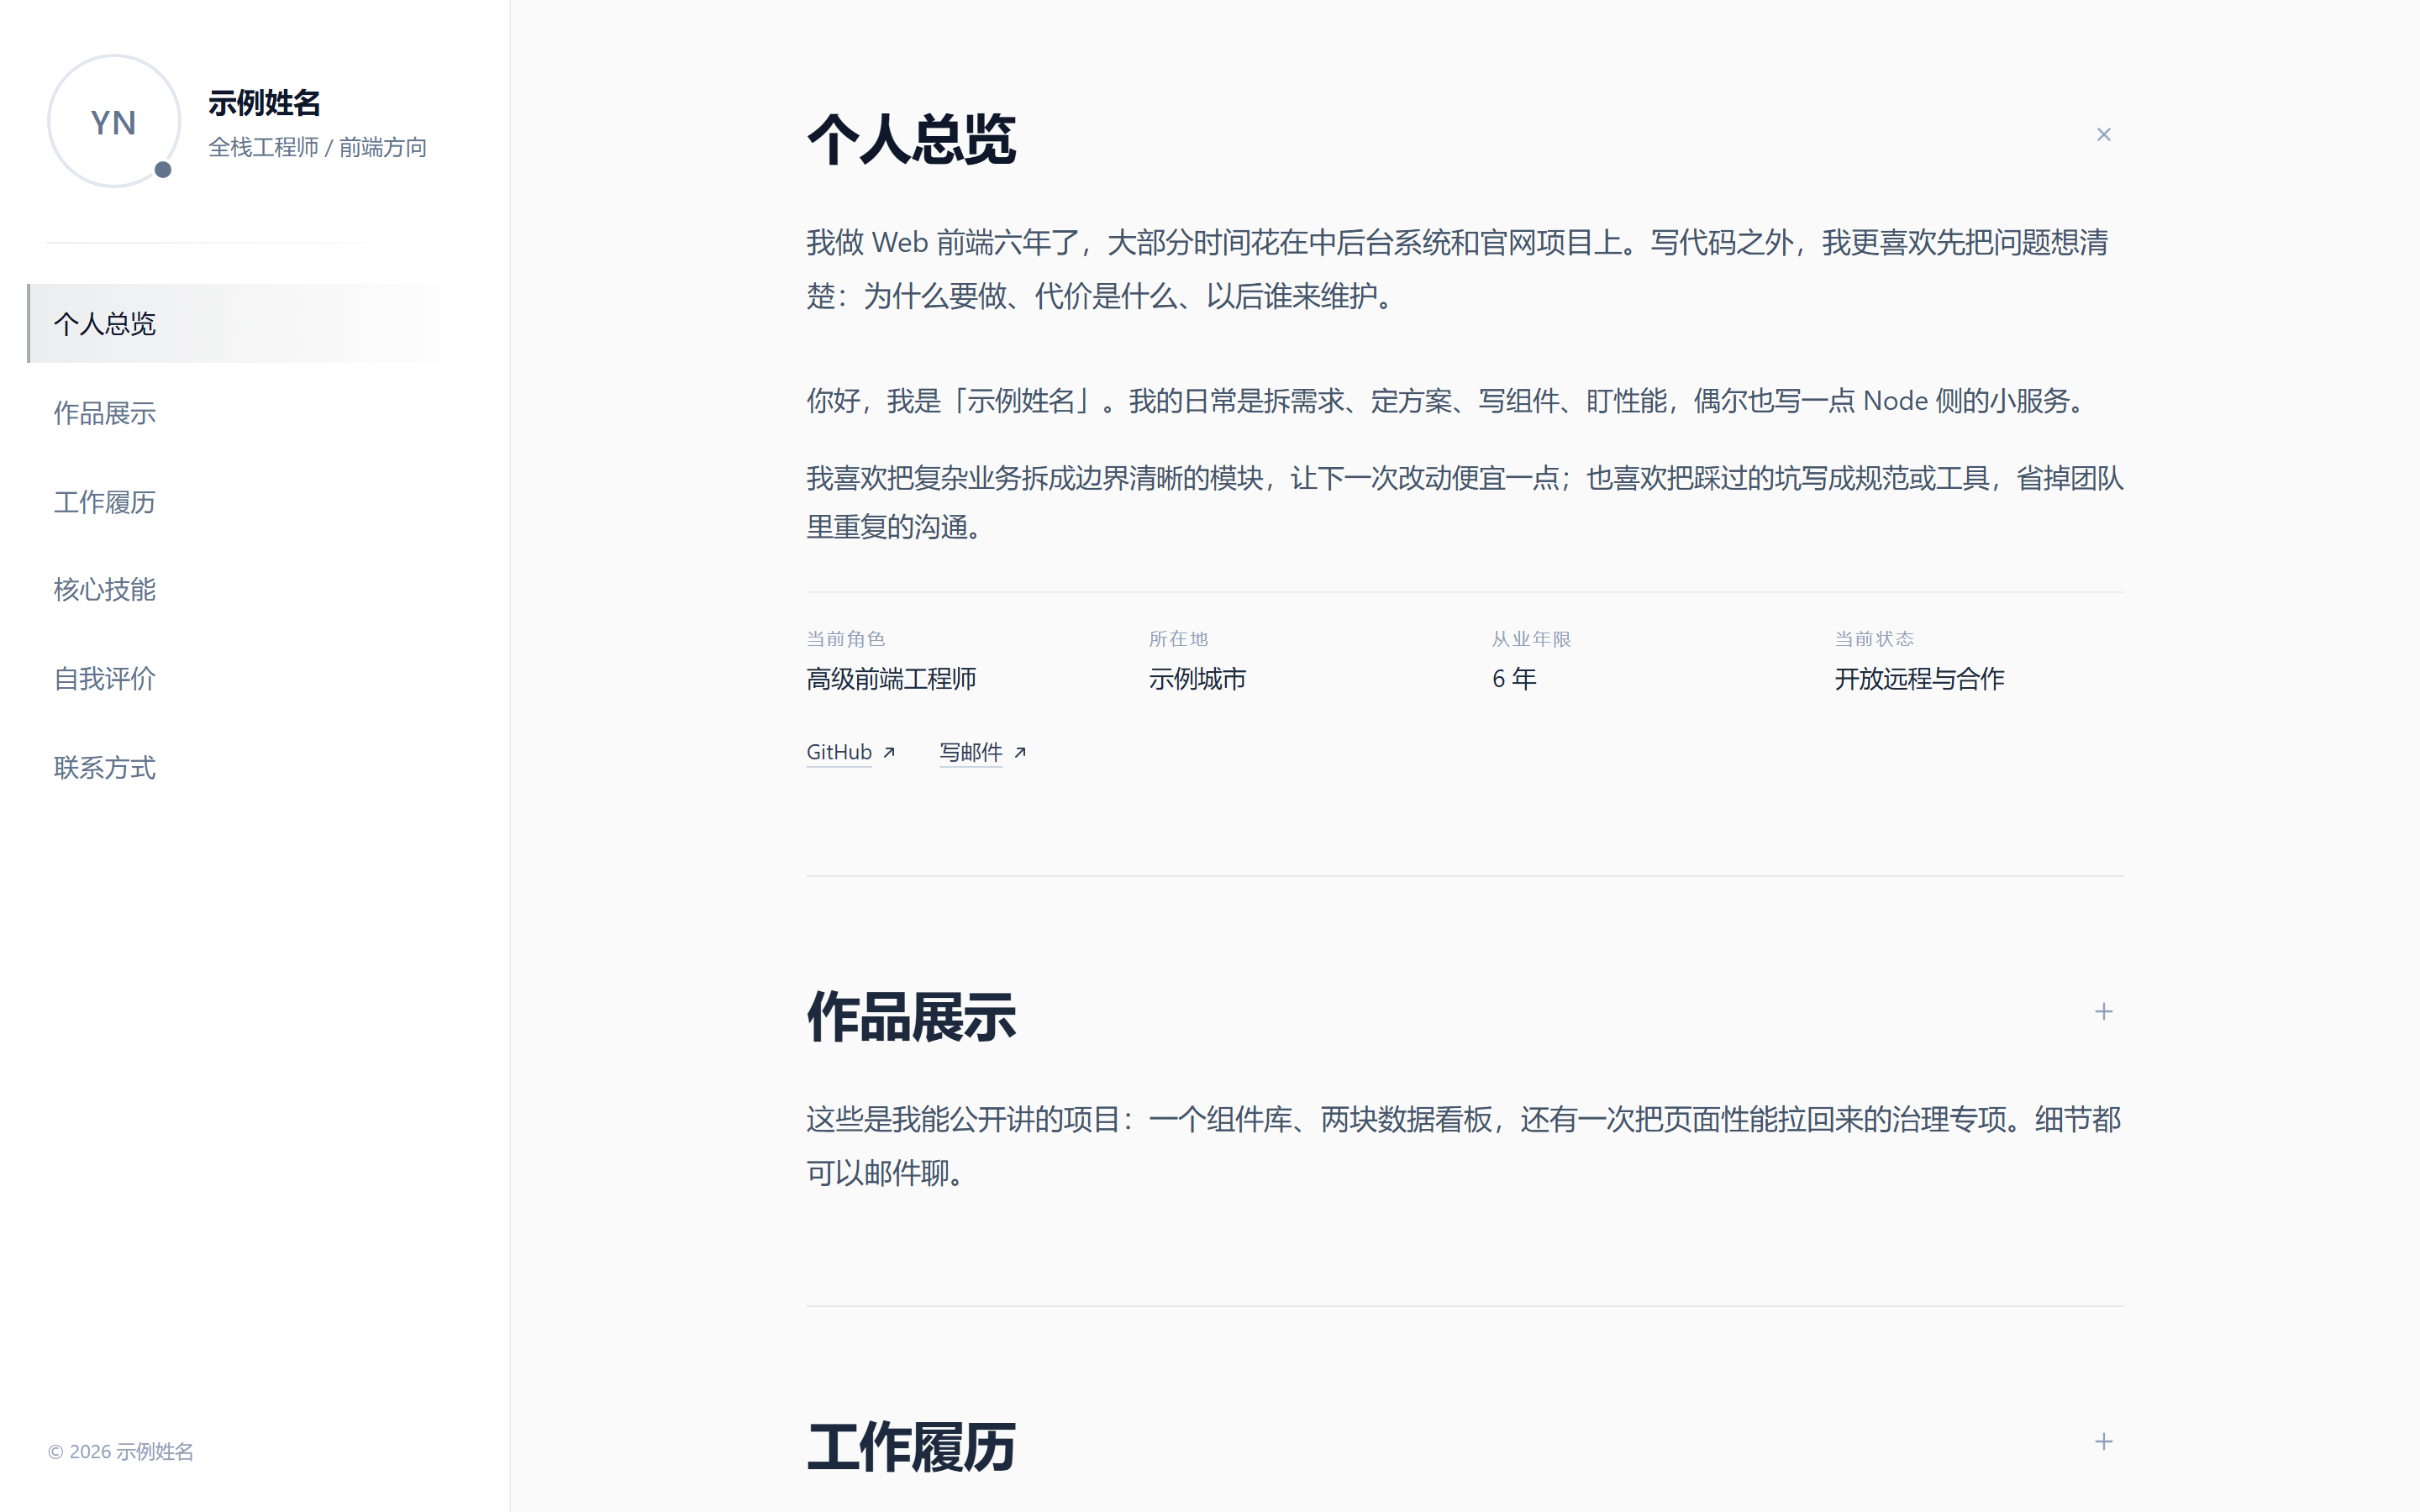 YN
示例姓名
全栈工程师 / 前端方向
个人总览
作品展示
工作履历
核心技能
自我评价
联系方式
© 2026 示例姓名
个人总览
×
我做 Web 前端六年了，大部分时间花在中后台系统和官网项目上。写代码之外，我更喜欢先把问题想清
楚：为什么要做、代价是什么、以后谁来维护。
你好，我是「示例姓名」。我的日常是拆需求、定方案、写组件、盯性能，偶尔也写一点 Node 侧的小服务。
我喜欢把复杂业务拆成边界清晰的模块，让下一次改动便宜一点；也喜欢把踩过的坑写成规范或工具，省掉团队
里重复的沟通。
当前角色
高级前端工程师
所在地
示例城市
从业年限
6 年
当前状态
开放远程与合作
GitHub ↗
写邮件 ↗
作品展示
+
这些是我能公开讲的项目：一个组件库、两块数据看板，还有一次把页面性能拉回来的治理专项。细节都
可以邮件聊。
工作履历
+